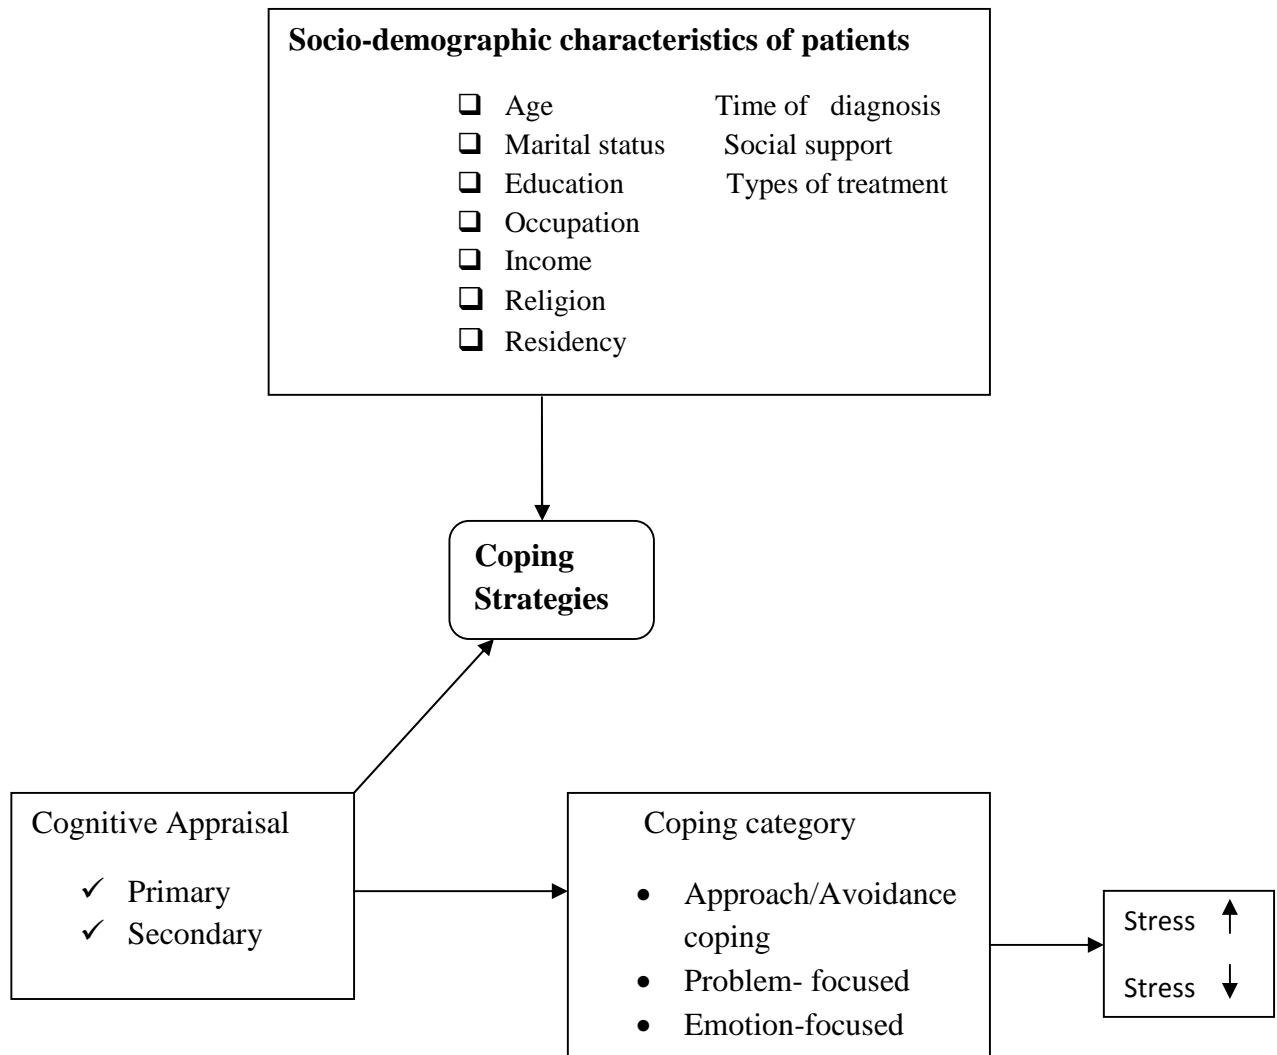 Socio-demographic characteristics of patients
❑ Age Time of diagnosis
❑ Marital status Social support
❑ Education Types of treatment
❑ Occupation
❑ Income
❑ Religion
❑ Residency
Coping
Strategies
Cognitive Appraisal
✓ Primary
✓ Secondary
Coping category
• Approach/Avoidance
coping
• Problem- focused
• Emotion-focused
Stress ↑
Stress ↓